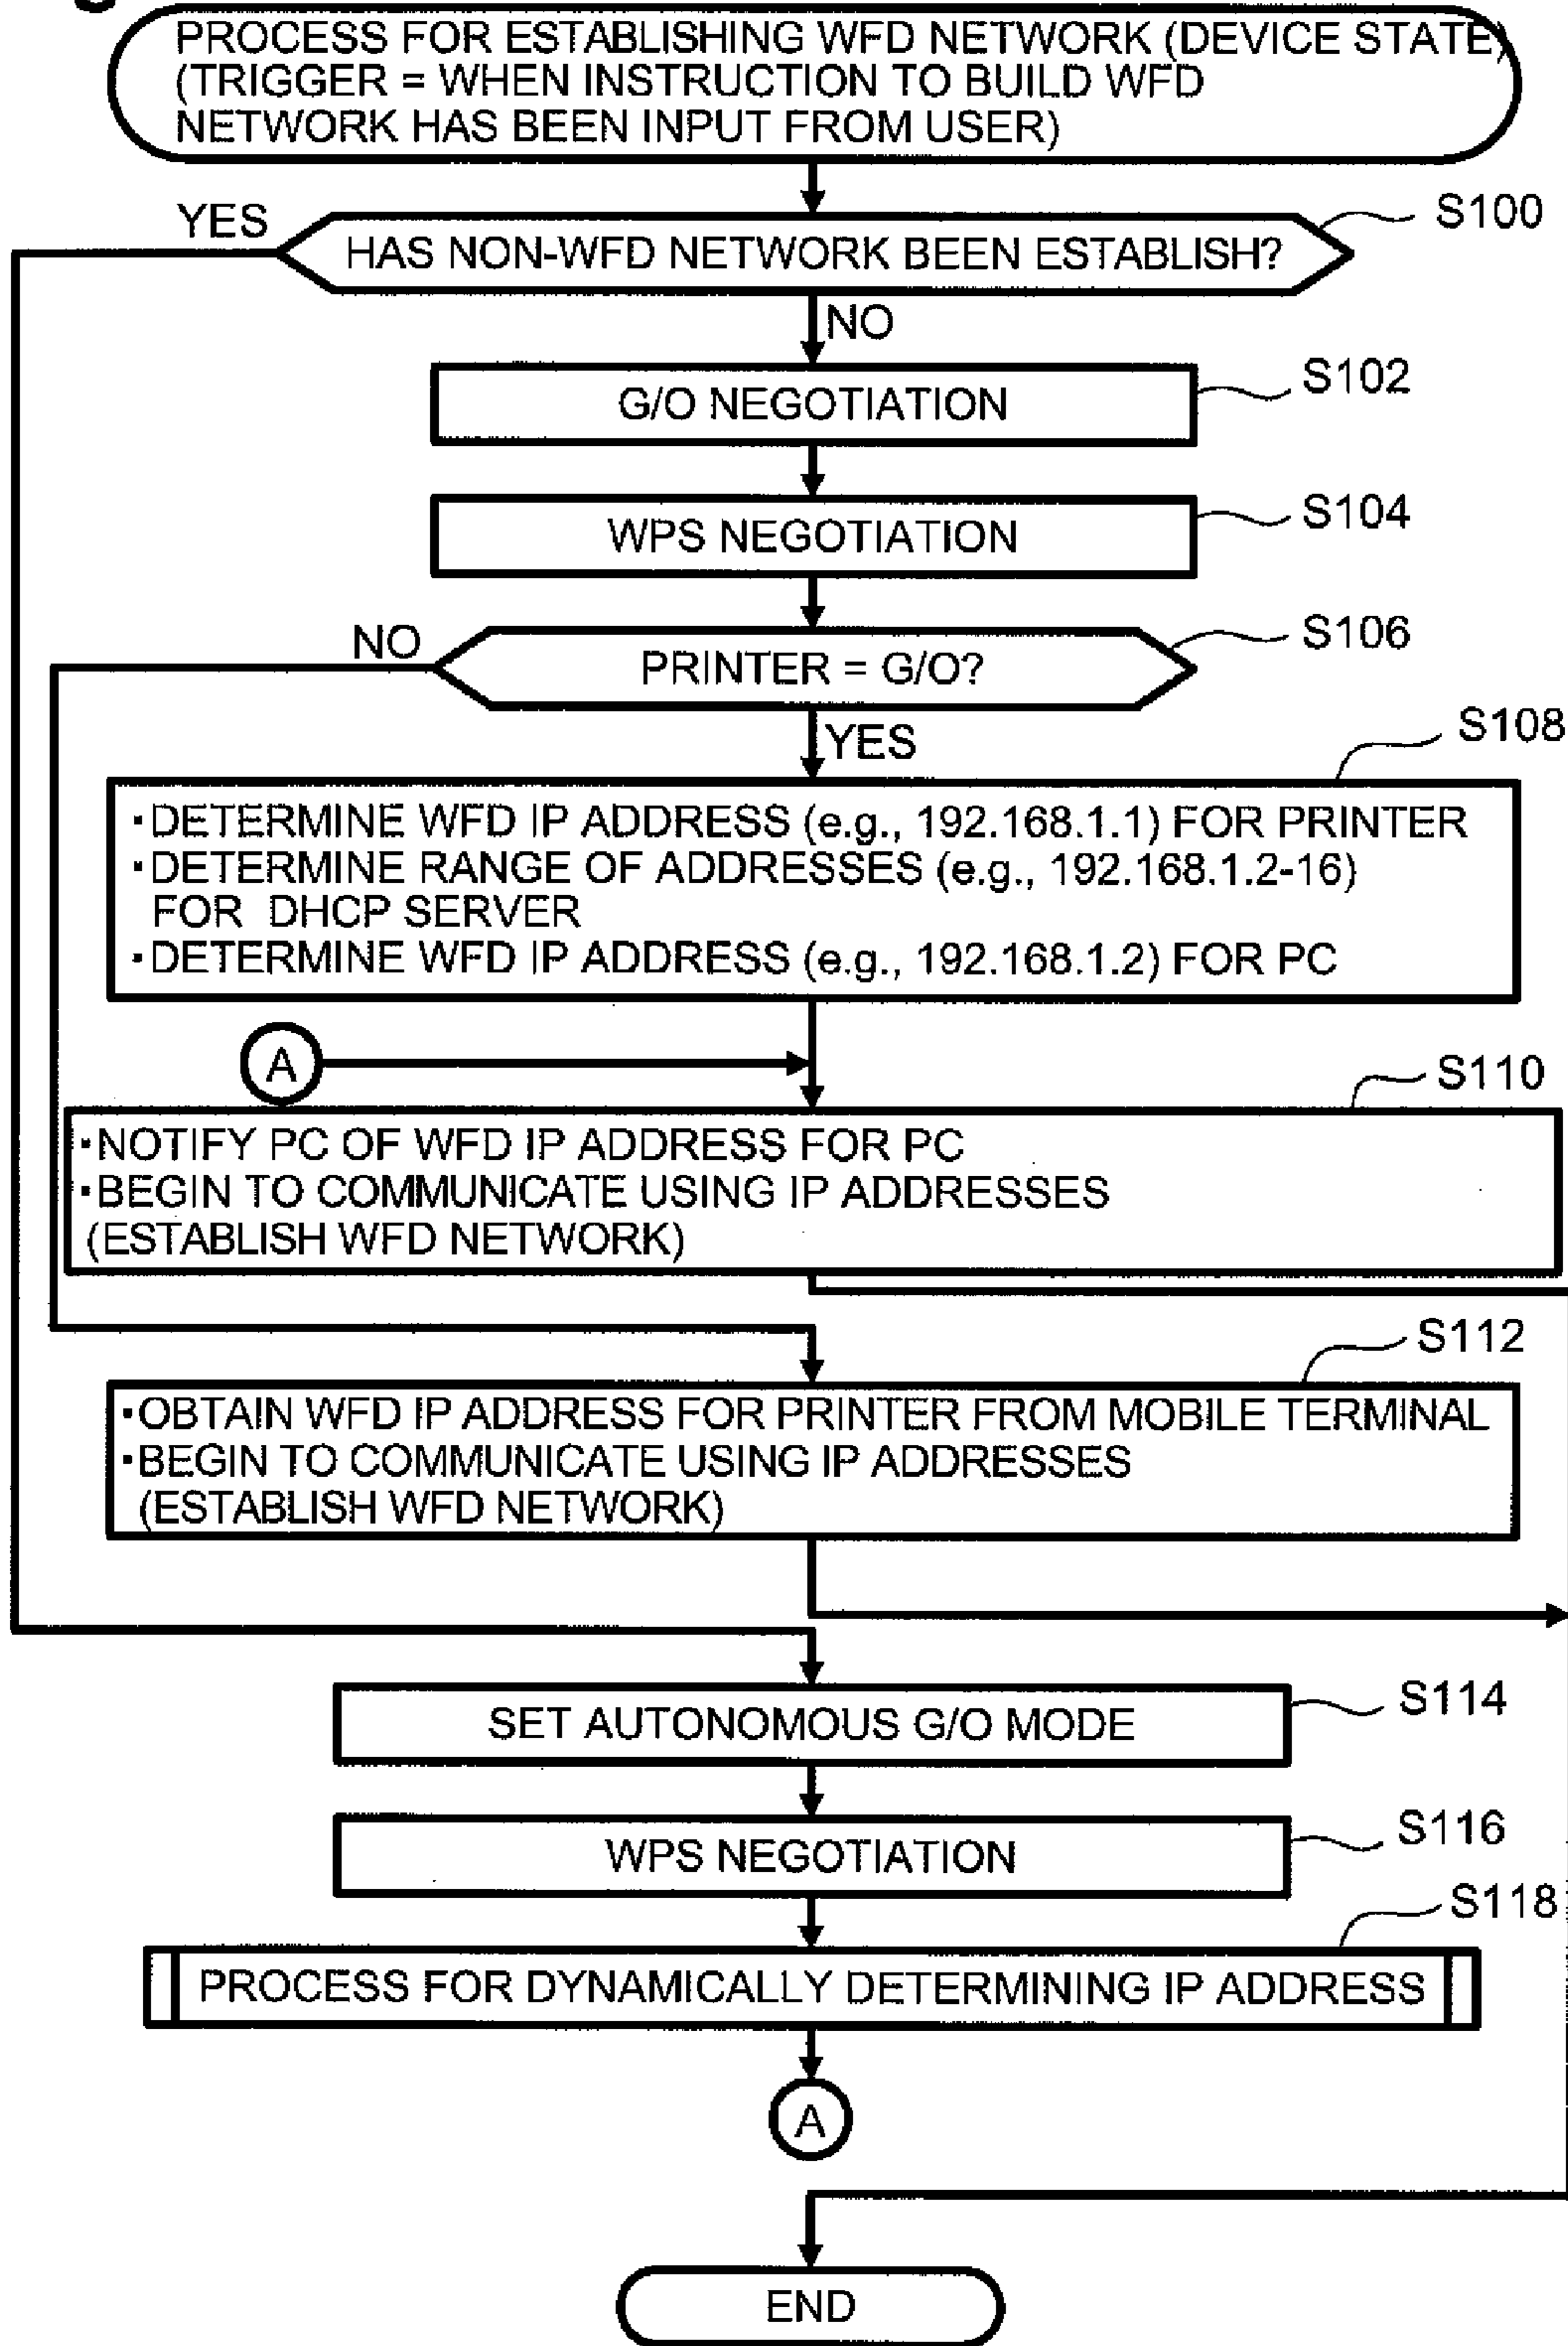 PROCESS FOR ESTABLISHING WFD NETWORK (DEVICE STATE)
(TRIGGER = WHEN INSTRUCTION TO BUILD WFD
NETWORK HAS BEEN INPUT FROM USER)
YES
S100
HAS NON-WFD NETWORK BEEN ESTABLISH?
NO
S102
G/O NEGOTIATION
S104
WPS NEGOTIATION
NO
S106
PRINTER = G/O?
YES
S108
・DETERMINE WFD IP ADDRESS (e.g., 192.168.1.1) FOR PRINTER
・DETERMINE RANGE OF ADDRESSES (e.g., 192.168.1.2-16)
FOR DHCP SERVER
・DETERMINE WFD IP ADDRESS (e.g., 192.168.1.2) FOR PC
A
S110
・NOTIFY PC OF WFD IP ADDRESS FOR PC
・BEGIN TO COMMUNICATE USING IP ADDRESSES
(ESTABLISH WFD NETWORK)
S112
・OBTAIN WFD IP ADDRESS FOR PRINTER FROM MOBILE TERMINAL
・BEGIN TO COMMUNICATE USING IP ADDRESSES
(ESTABLISH WFD NETWORK)
S114
SET AUTONOMOUS G/O MODE
S116
WPS NEGOTIATION
S118
PROCESS FOR DYNAMICALLY DETERMINING IP ADDRESS
A
END